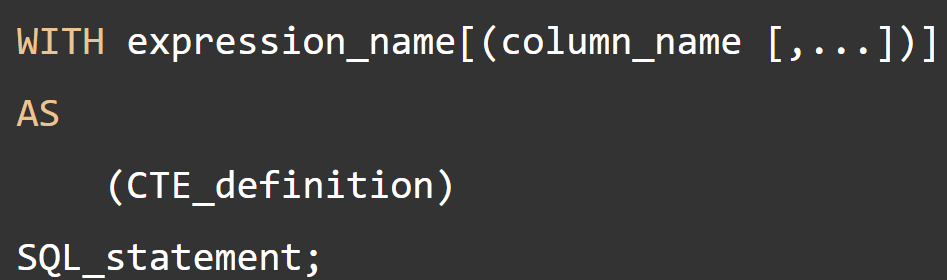 WITH expression_name[(column_name [,...])]
AS
(CTE_definition)
SQL_statement;